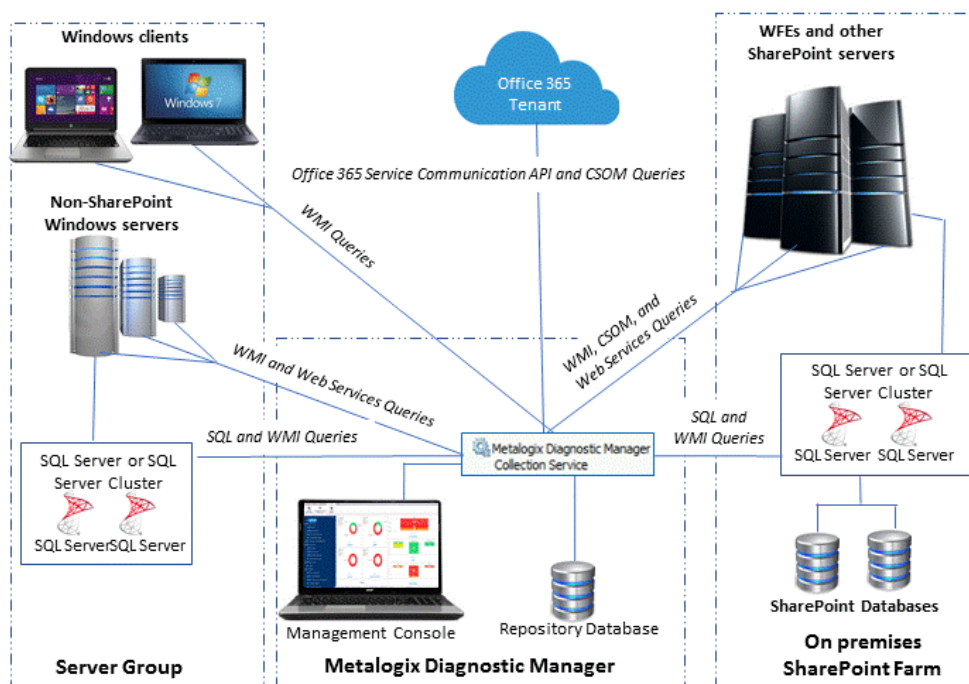 Windows clients
Windows 7
Office 365
Tenant
WFEs and other
SharePoint servers
Office 365 Service Communication API and CSOM Queries
Non-SharePoint
Windows servers
WMI Queries
WMI, CSOM, and
Web Services Queries
WMI and Web Services Queries
SQL and WMI Queries
SQL and
WMI Queries
SQL Server or SQL
Server Cluster
SQL Server SQL Server
Metalogix Diagnostic Manager
Collection Service
SQL Server or SQL
Server Cluster
SQL Server SQL Server
Management Console
Repository Database
SharePoint Databases
Server Group
Metalogix Diagnostic Manager
On premises
SharePoint Farm